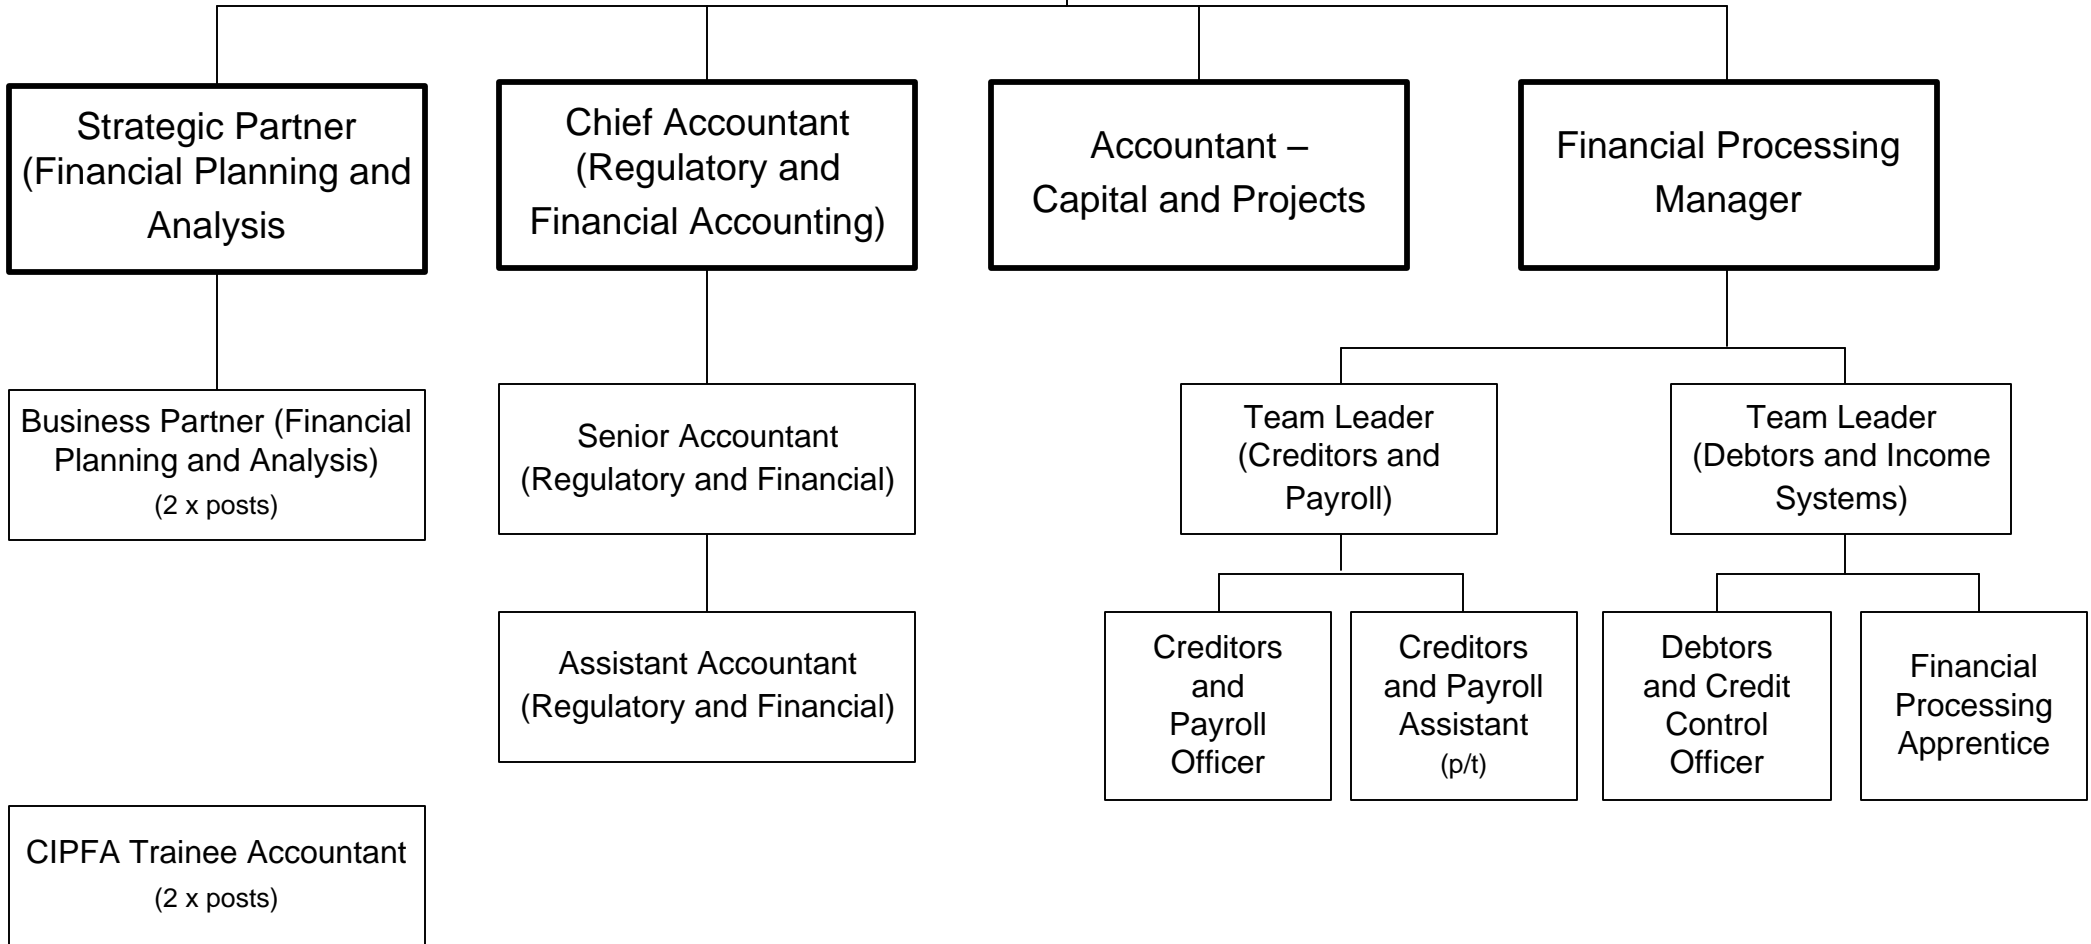 Strategic Partner
(Financial Planning and
Analysis
Chief Accountant
(Regulatory and
Financial Accounting)
Accountant –
Capital and Projects
Financial Processing
Manager
Business Partner (Financial
Planning and Analysis)
(2 x posts)
Senior Accountant
(Regulatory and Financial)
Team Leader
(Creditors and
Payroll)
Team Leader
(Debtors and Income
Systems)
Assistant Accountant
(Regulatory and Financial)
Creditors
and
Payroll
Officer
Creditors
and Payroll
Assistant
(p/t)
Debtors
and Credit
Control
Officer
Financial
Processing
Apprentice
CIPFA Trainee Accountant
(2 x posts)